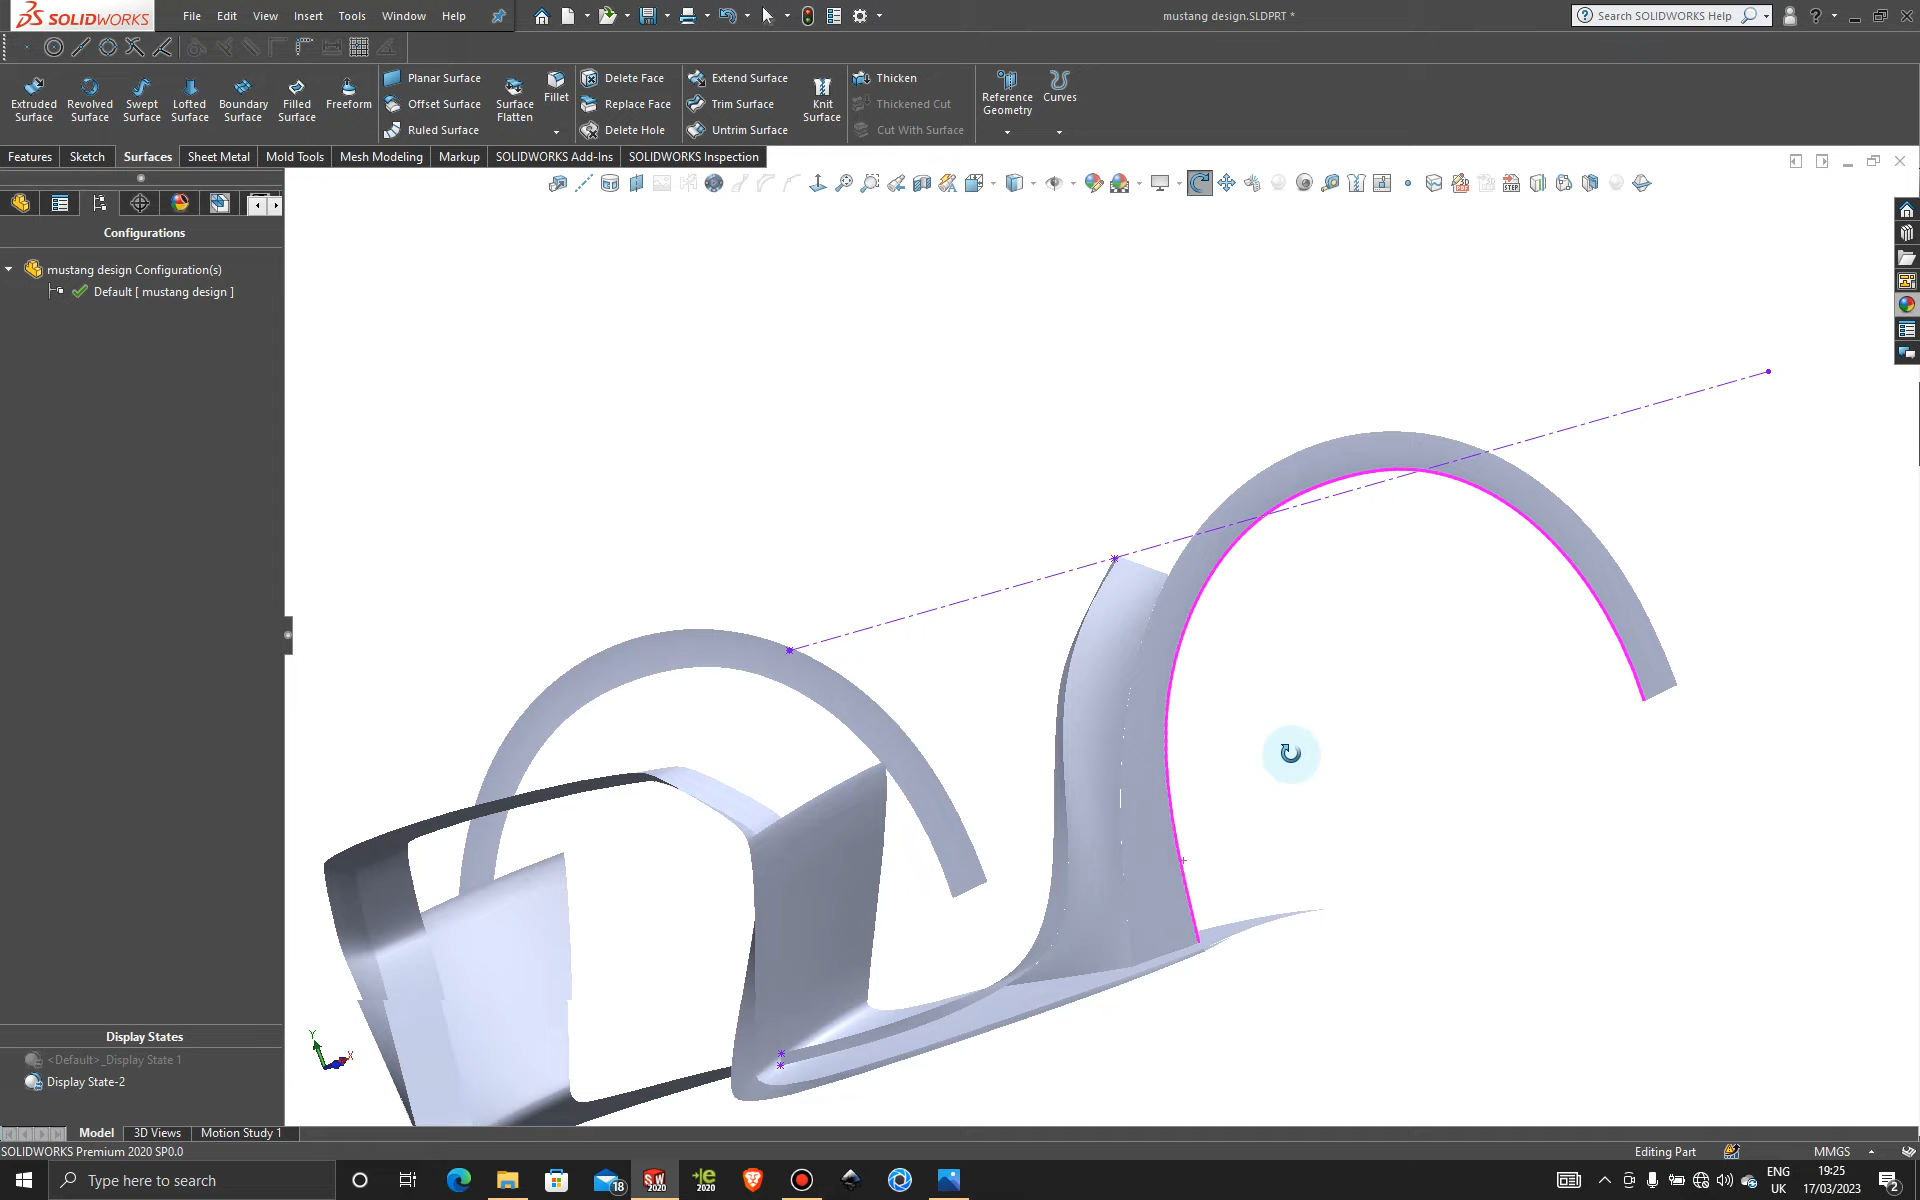 SOLIDWORKS File Edit View Insert Tools Window Help mustang design.SLDPRT * Search SOLIDWORKS Help
Extruded Surface
Revolved Surface
Swept Surface
Lofted Surface
Boundary Surface
Filled Surface
Freeform
Planar Surface
Offset Surface
Ruled Surface
Surface Flatten
Fillet
Delete Face
Replace Face
Delete Hole
Extend Surface
Trim Surface
Untrim Surface
Knit Surface
Thicken
Thickened Cut
Cut With Surface
Reference Geometry
Curves
Features Sketch Surfaces Sheet Metal Mold Tools Mesh Modeling Markup SOLIDWORKS Add-Ins SOLIDWORKS Inspection
Configurations
mustang design Configuration(s)
Default [ mustang design ]
Y
X
Display States
<Default>_Display State 1
Display State-2
Model 3D Views Motion Study 1
SOLIDWORKS Premium 2020 SP0.0 Editing Part MMGS
Type here to search
18
SW 2020
e 2020
ENG
UK
19:25
17/03/2023
2